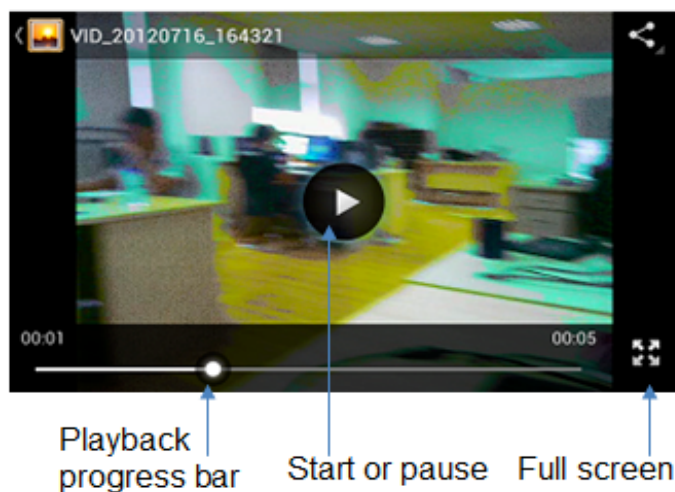 VID_20120716_164321
00:01
00:05
Playback
progress bar
Start or pause
Full screen